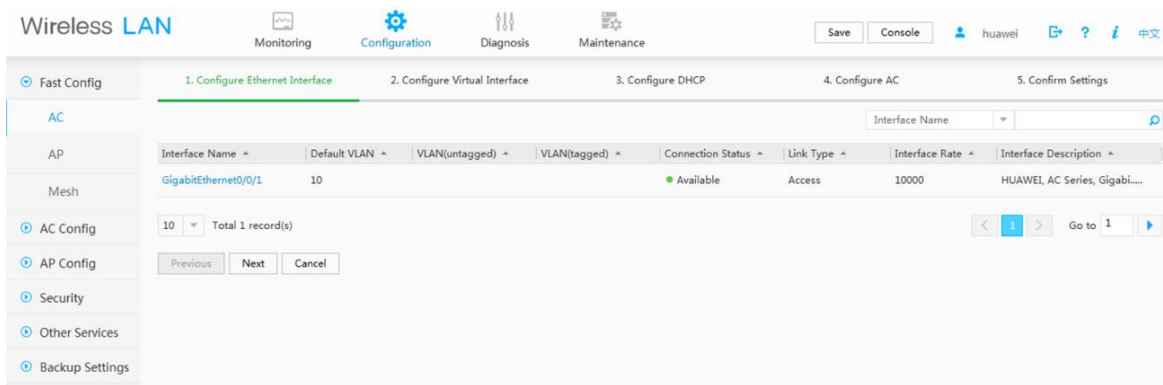 Wireless LAN
Monitoring
Configuration
Diagnosis
Maintenance
Save
Console
huawei
?
i
中文
Fast Config
AC
AP
Mesh
AC Config
AP Config
Security
Other Services
Backup Settings
1. Configure Ethernet Interface 2. Configure Virtual Interface 3. Configure DHCP 4. Configure AC 5. Confirm Settings
Interface Name
Interface Name Default VLAN VLAN(untagged) VLAN(tagged) Connection Status Link Type Interface Rate Interface Description
GigabitEthernet0/0/1 10 Available Access 10000 HUAWEI, AC Series, Gigabi.....
10 Total 1 record(s) < 1 > Go to 1
Previous Next Cancel